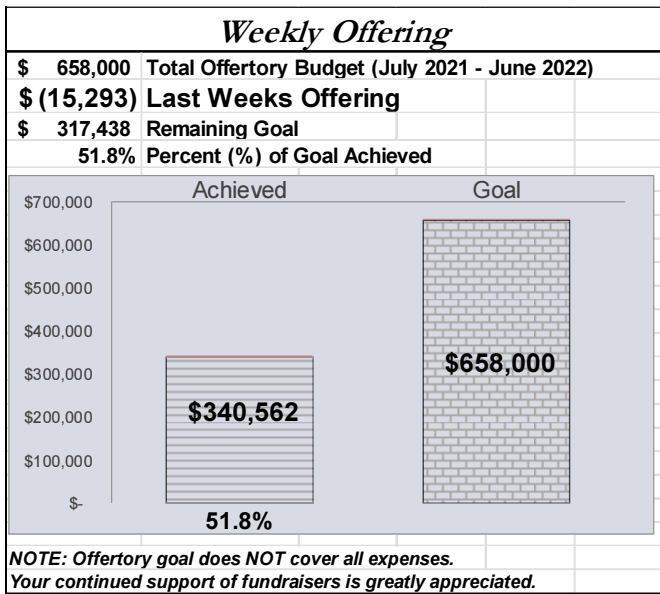 Weekly Offering
$ 658,000 Total Offertory Budget (July 2021 - June 2022)
$ (15,293) Last Weeks Offering
$ 317,438 Remaining Goal
51.8% Percent (%) of Goal Achieved
Achieved Goal
$700,000
$600,000
$500,000
$400,000
$300,000
$200,000
$100,000
$-
$658,000
$340,562
51.8%
NOTE: Offertory goal does NOT cover all expenses.
Your continued support of fundraisers is greatly appreciated.